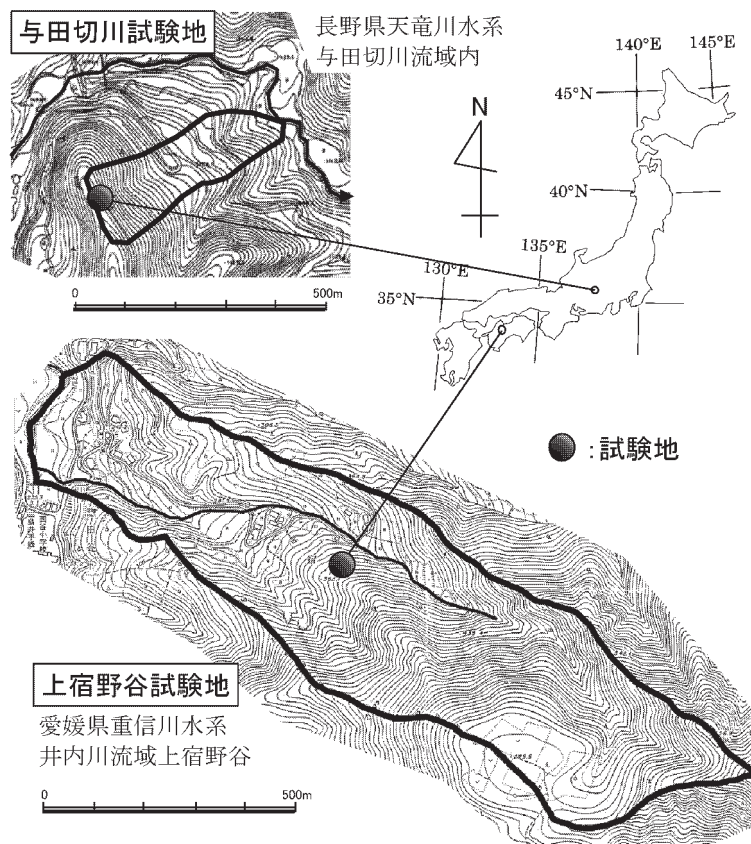 与田切川試験地
長野県天竜川水系
与田切川流域内
140°E
145°E
45°N
N
40°N
135°E
130°E
35°N
0
500m
:試験地
上宿野谷試験地
愛媛県重信川水系
井内川流域上宿野谷
0
500m